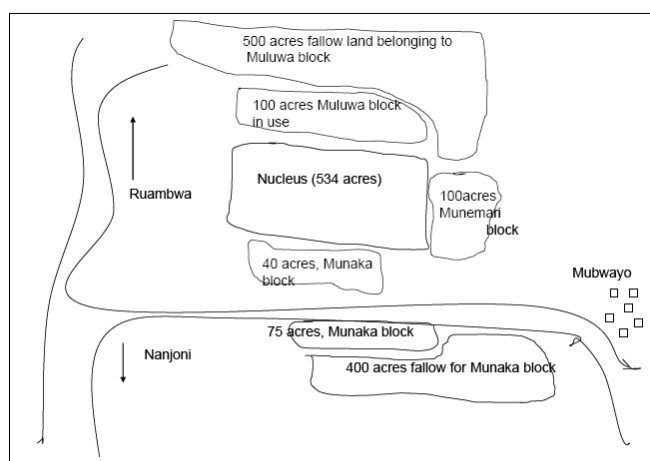 500 acres fallow land belonging to
Muluwa block
100 acres Muluwa block
in use
Nucleus (534 acres)
Ruambwa
100acres
Munemari
block
40 acres, Munaka
block
Mubwayo
75 acres, Munaka block
Nanjoni
400 acres fallow for Munaka block